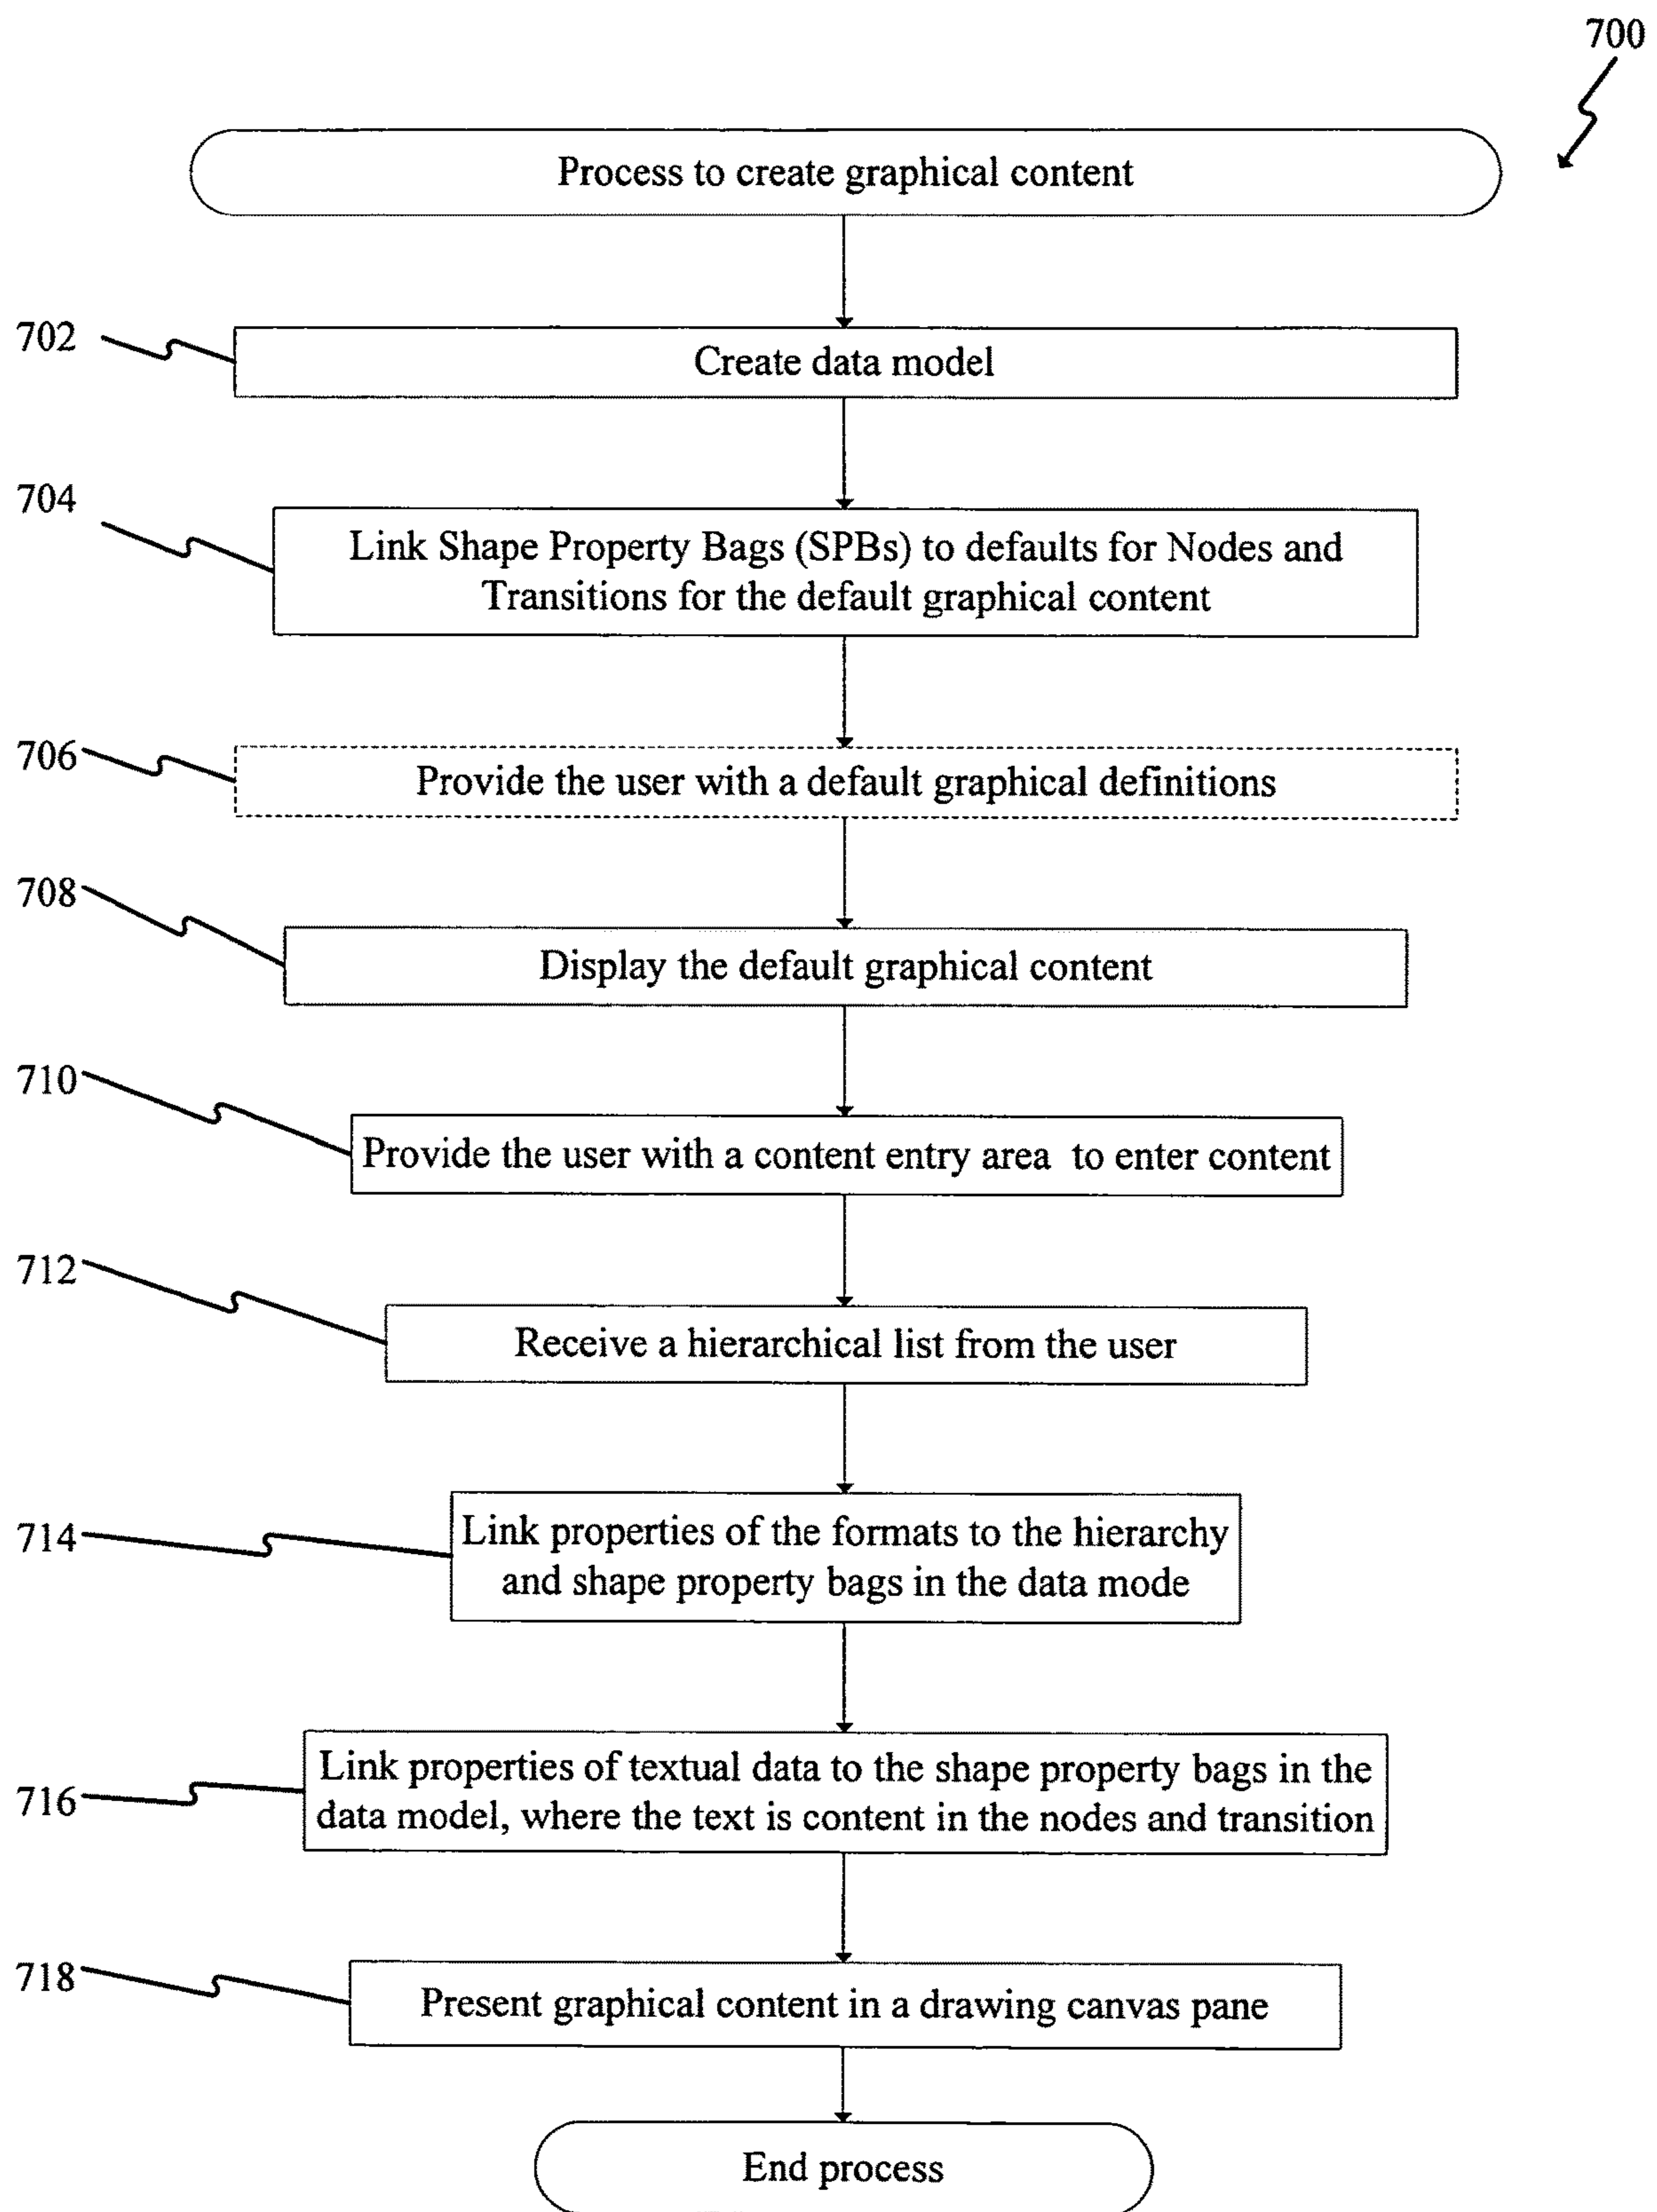 700
Process to create graphical content
702
Create data model
704
Link Shape Property Bags (SPBs) to defaults for Nodes and
Transitions for the default graphical content
706
Provide the user with a default graphical definitions
708
Display the default graphical content
710
Provide the user with a content entry area to enter content
712
Receive a hierarchical list from the user
714
Link properties of the formats to the hierarchy
and shape property bags in the data mode
716
Link properties of textual data to the shape property bags in the
data model, where the text is content in the nodes and transition
718
Present graphical content in a drawing canvas pane
End process